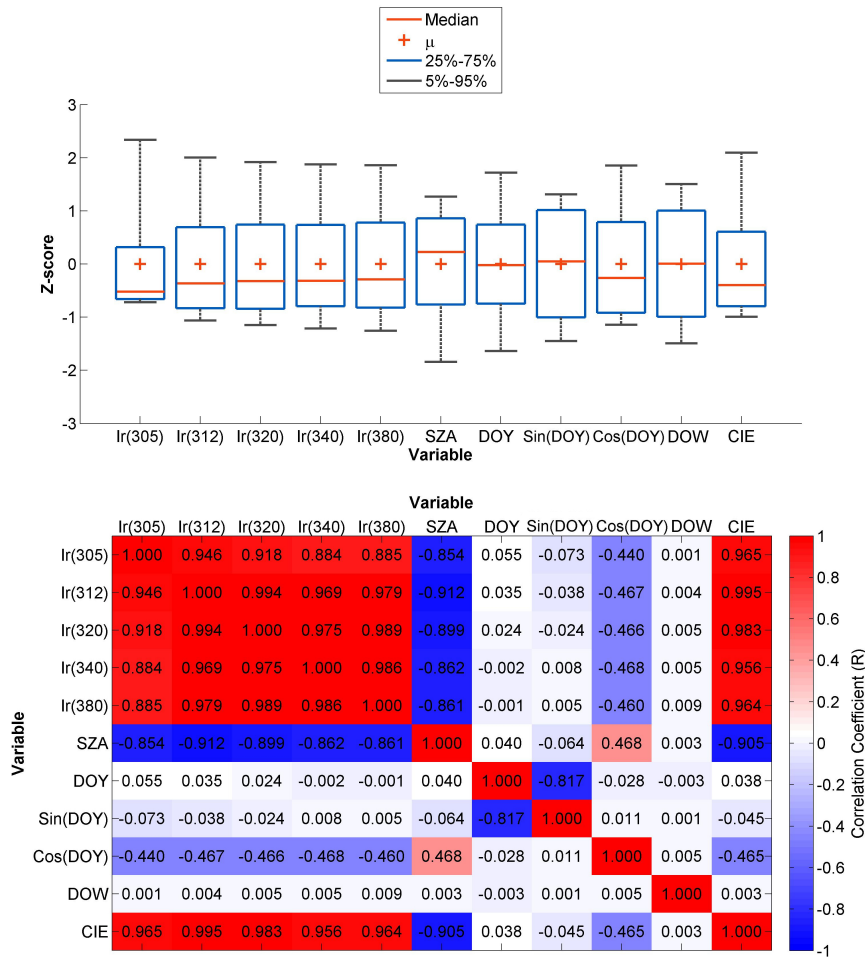 Median
μ
25%-75%
5%-95%
3
2
1
0
-1
-2
-3
Z-score
Ir(305) Ir(312) Ir(320) Ir(340) Ir(380) SZA DOY Sin(DOY) Cos(DOY) DOW CIE
Variable
Variable
Ir(305) Ir(312) Ir(320) Ir(340) Ir(380) SZA DOY Sin(DOY) Cos(DOY) DOW CIE
Ir(305) 1.000 0.946 0.918 0.884 0.885 -0.854 0.055 -0.073 -0.440 0.001 0.965
Ir(312) 0.946 1.000 0.994 0.969 0.979 -0.912 0.035 -0.038 -0.467 0.004 0.995
Ir(320) 0.918 0.994 1.000 0.975 0.989 -0.899 0.024 -0.024 -0.466 0.005 0.983
Ir(340) 0.884 0.969 0.975 1.000 0.986 -0.862 -0.002 0.008 -0.468 0.005 0.956
Ir(380) 0.885 0.979 0.989 0.986 1.000 -0.861 -0.001 0.005 -0.460 0.009 0.964
SZA -0.854 -0.912 -0.899 -0.862 -0.861 1.000 0.040 -0.064 0.468 0.003 -0.905
DOY 0.055 0.035 0.024 -0.002 -0.001 0.040 1.000 -0.817 -0.028 -0.003 0.038
Sin(DOY) -0.073 -0.038 -0.024 0.008 0.005 -0.064 -0.817 1.000 0.011 0.001 -0.045
Cos(DOY) -0.440 -0.467 -0.466 -0.468 -0.460 0.468 -0.028 0.011 1.000 0.005 -0.465
DOW 0.001 0.004 0.005 0.005 0.009 0.003 -0.003 0.001 0.005 1.000 0.003
CIE 0.965 0.995 0.983 0.956 0.964 -0.905 0.038 -0.045 -0.465 0.003 1.000
Variable
1
0.8
0.6
0.4
0.2
0
-0.2
-0.4
-0.6
-0.8
-1
Correlation Coefficient (R)